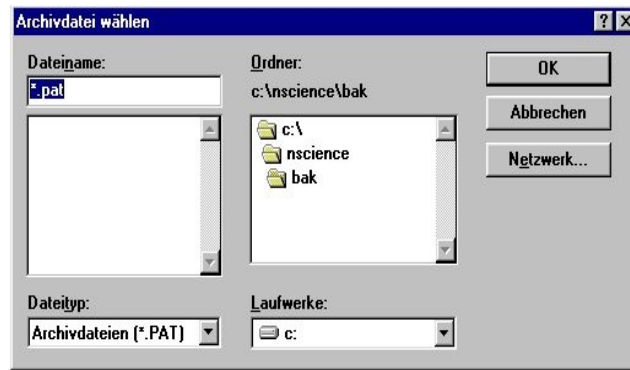 Archivdatei wählen
Dateiname:
*.pat
Ordner:
c:\nscience\bak
c:\
nscience
bak
OK
Abbrechen
Netzwerk...
Dateityp:
Archivdateien (*.PAT)
Laufwerke:
c: